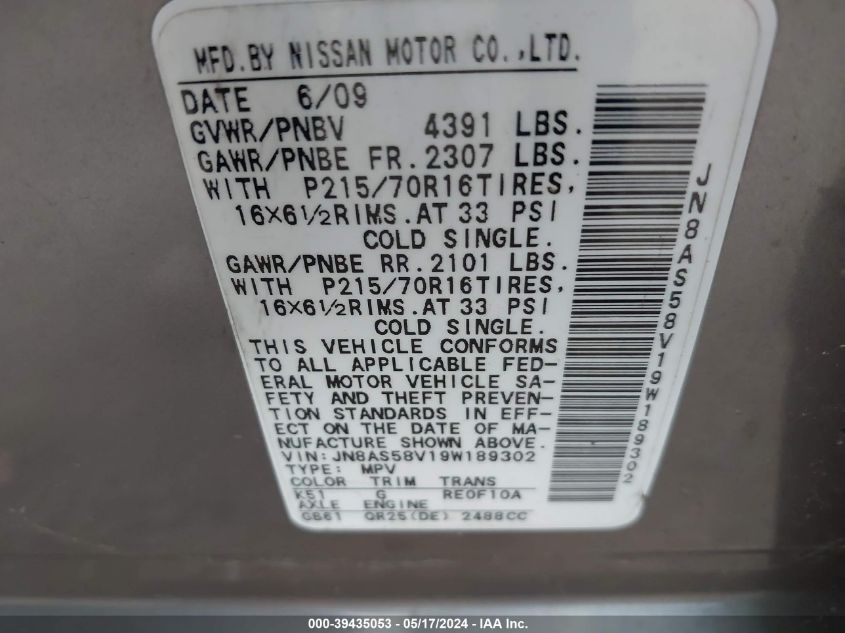 MFD.BY NISSAN MOTOR CO.,LTD.
DATE 6/09
GVWR/PNBV 4391 LBS.
GAWR/PNBE FR.2307 LBS.
WITH P215/70R16TIRES,
16X6½RIMS.AT 33 PSI
COLD SINGLE.
GAWR/PNBE RR.2101 LBS.
WITH P215/70R16TIRES,
16X6½RIMS.AT 33 PSI
COLD SINGLE.
THIS VEHICLE CONFORMS
TO ALL APPLICABLE FED-
ERAL MOTOR VEHICLE SA-
FETY AND THEFT PREVEN-
TION STANDARDS IN EFF-
ECT ON THE DATE OF MA-
NUFACTURE SHOWN ABOVE.
VIN:JN8AS58V19W189302
TYPE: MPV
COLOR TRIM TRANS
K51 G RE0F10A
AXLE ENGINE
GB61 QR25(DE) 2488CC
JN8AS58V19W189302
000-39435053 - 05/17/2024 - IAA Inc.